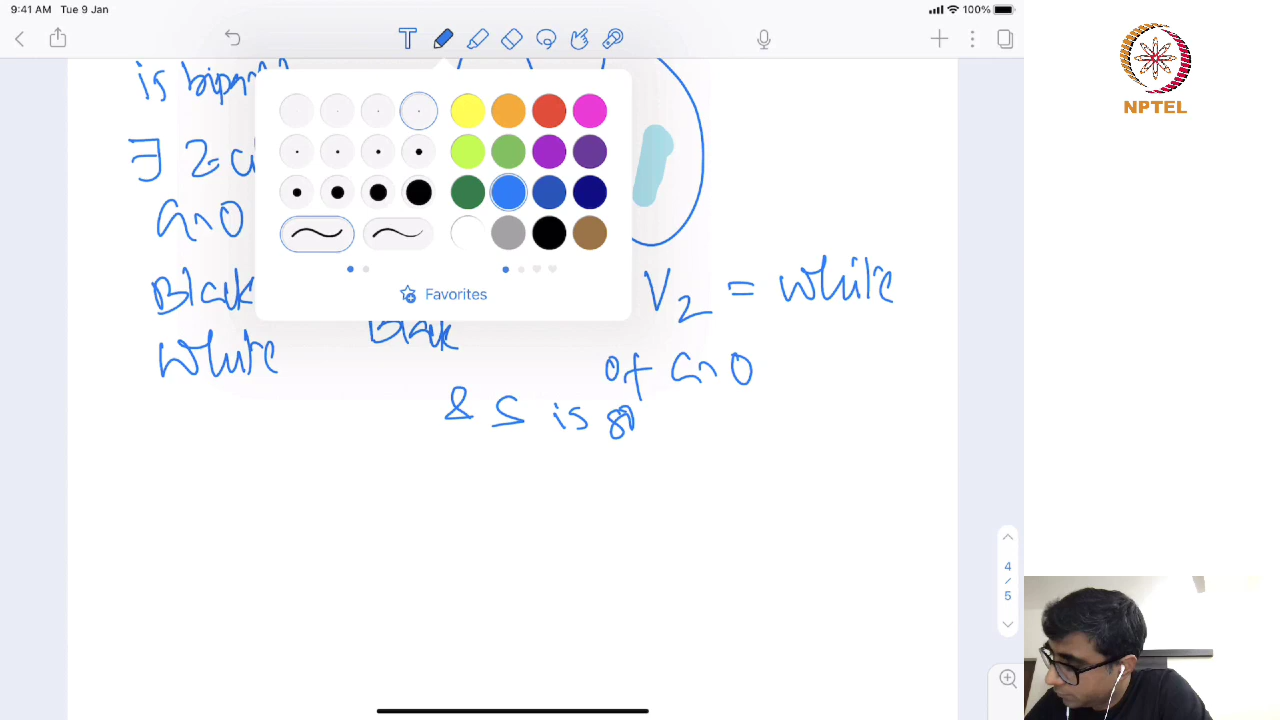 9:41 AM Tue 9 Jan
100%
T
NPTEL
is
∃ 2-
G∩O
Black
White
Black
V2 = white
of G∩O
& S is
Favorites
4
/
5